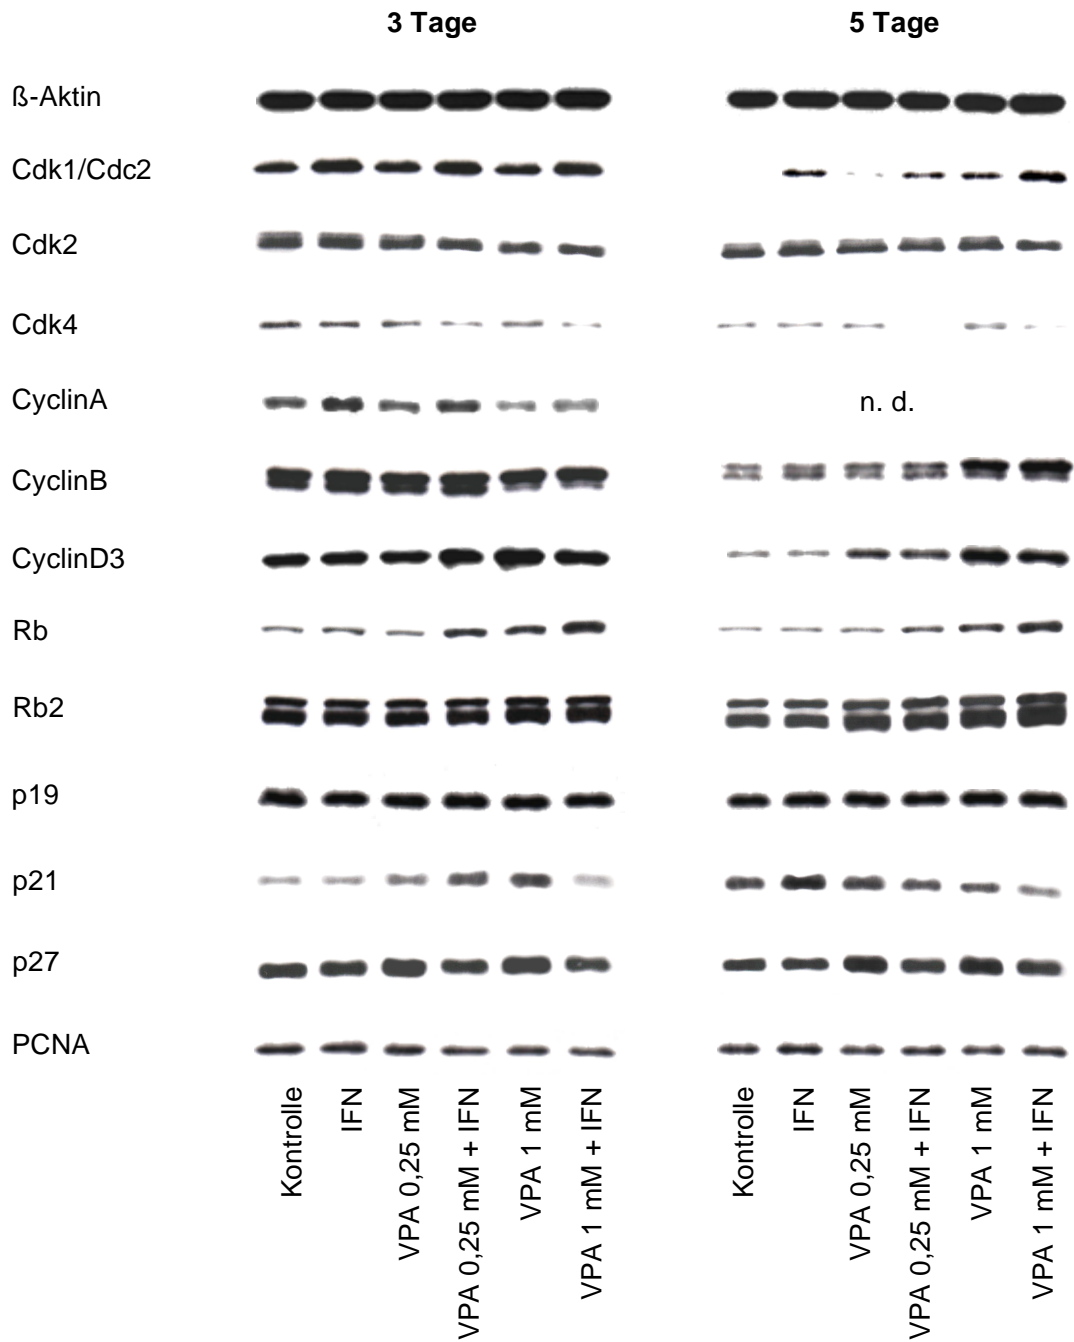 3 Tage
5 Tage
ß-Aktin
Cdk1/Cdc2
Cdk2
Cdk4
CyclinA
n. d.
CyclinB
CyclinD3
Rb
Rb2
p19
p21
p27
PCNA
Kontrolle
IFN
VPA 0,25 mM
VPA 0,25 mM + IFN
VPA 1 mM
VPA 1 mM + IFN
Kontrolle
IFN
VPA 0,25 mM
VPA 0,25 mM + IFN
VPA 1 mM
VPA 1 mM + IFN